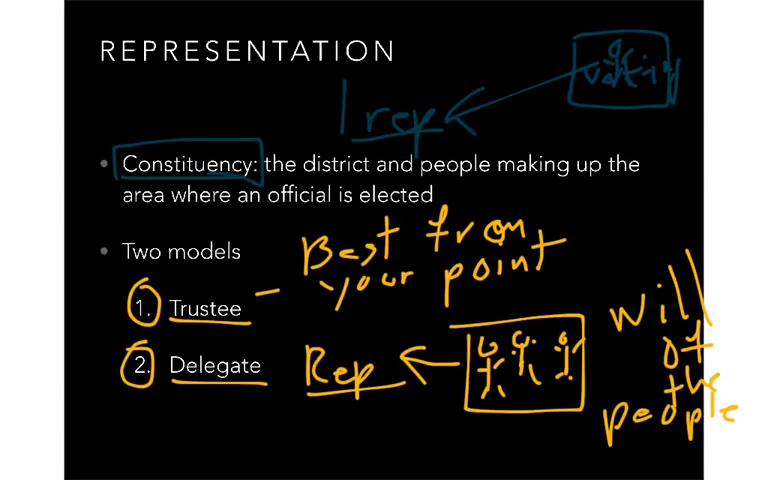 REPRESENTATION
voting
1 rep
• Constituency: the district and people making up the
area where an official is elected
• Two models
Best from
your point
1. Trustee –
will
of
the
people
2. Delegate
Rep